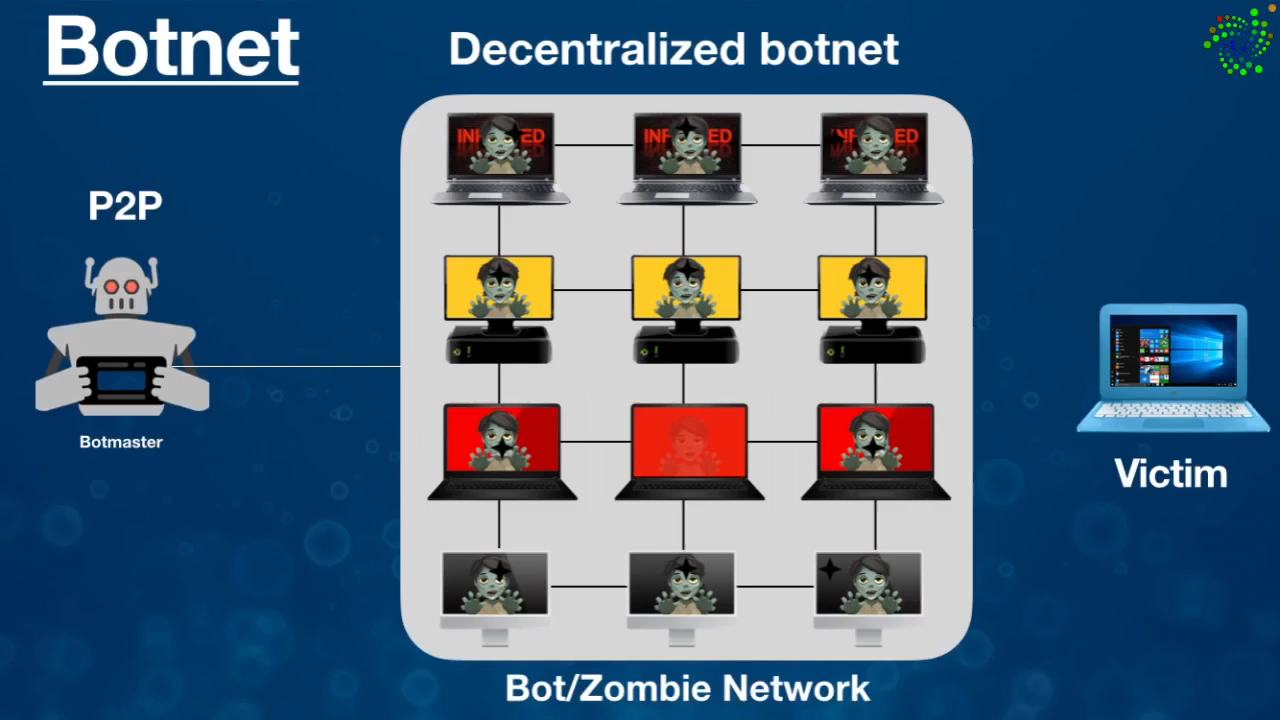 Botnet
Decentralized botnet
P2P
Botmaster
Victim
Bot/Zombie Network